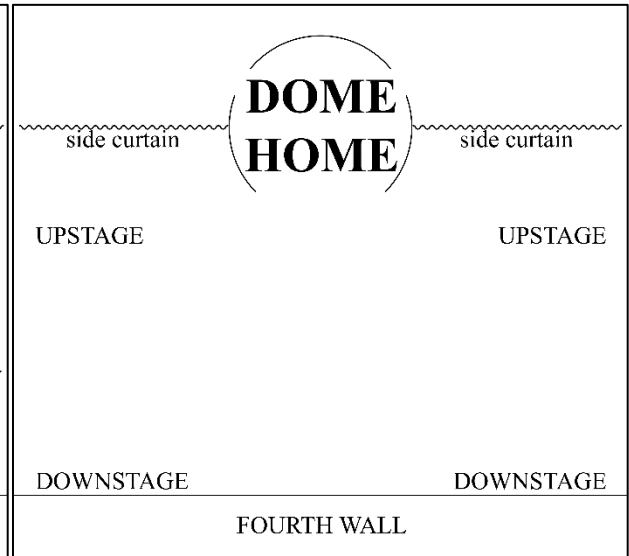 DOME
HOME
side curtain side curtain
UPSTAGE UPSTAGE
DOWNSTAGE DOWNSTAGE
FOURTH WALL